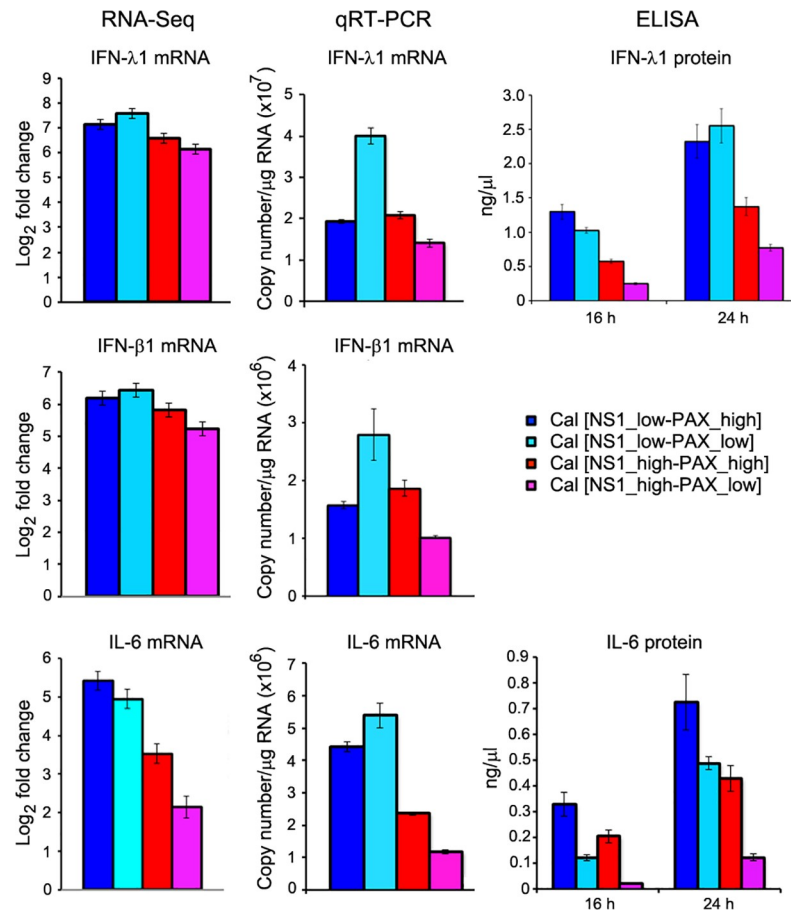 RNA-Seq
qRT-PCR
ELISA
IFN-λ1 mRNA
IFN-λ1 mRNA
IFN-λ1 protein
Log2 fold change
9
8
7
6
5
4
3
2
1
0
Copy number/µg RNA (x10^7)
5
4
3
2
1
0
ng/µl
3.0
2.5
2.0
1.5
1.0
0.5
0
16 h
24 h
IFN-β1 mRNA
IFN-β1 mRNA
Log2 fold change
7
6
5
4
3
2
1
0
Copy number/µg RNA (x10^6)
4
3
2
1
0
Cal [NS1_low-PAX_high]
Cal [NS1_low-PAX_low]
Cal [NS1_high-PAX_high]
Cal [NS1_high-PAX_low]
IL-6 mRNA
IL-6 mRNA
IL-6 protein
Log2 fold change
6
5
4
3
2
1
0
Copy number/µg RNA (x10^6)
7
6
5
4
3
2
1
0
ng/µl
0.9
0.8
0.7
0.6
0.5
0.4
0.3
0.2
0.1
0
16 h
24 h